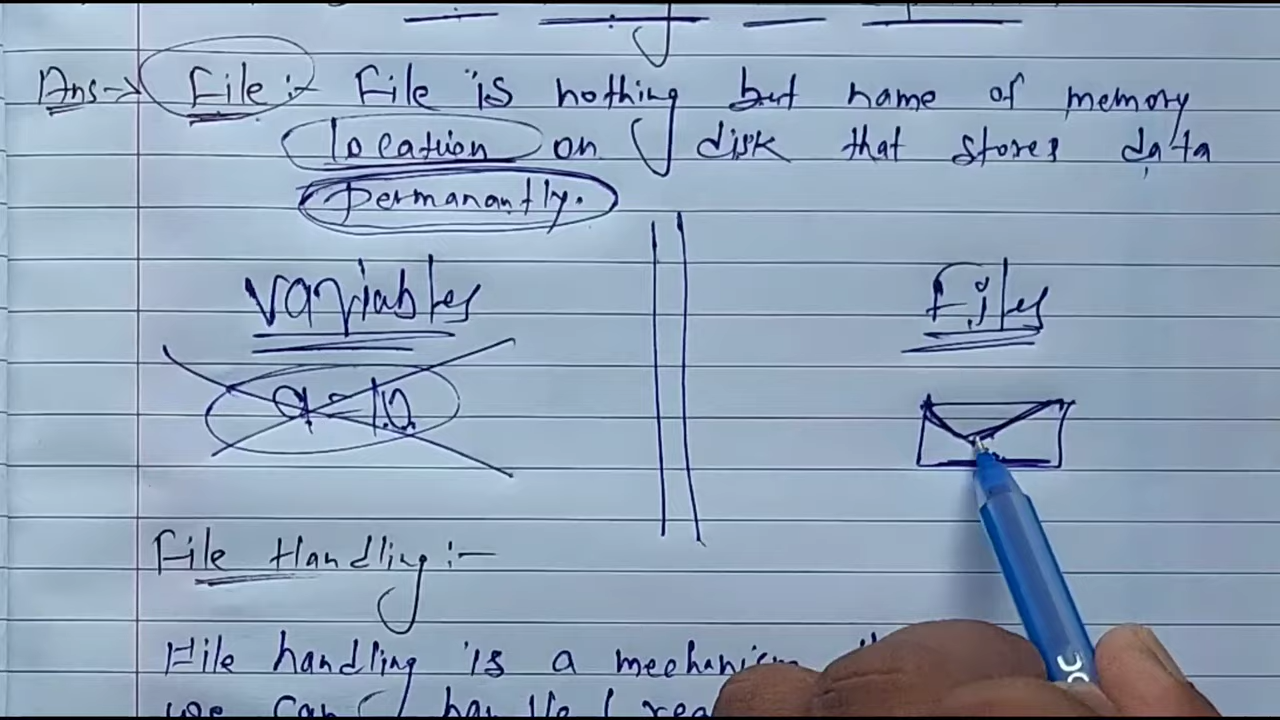 Ans→ File:- File is nothing but name of memory
location on disk that stores data
permanantly.
Variables
Files
a=10
File Handling:-
File handling is a mechanism
we can handle ( rea